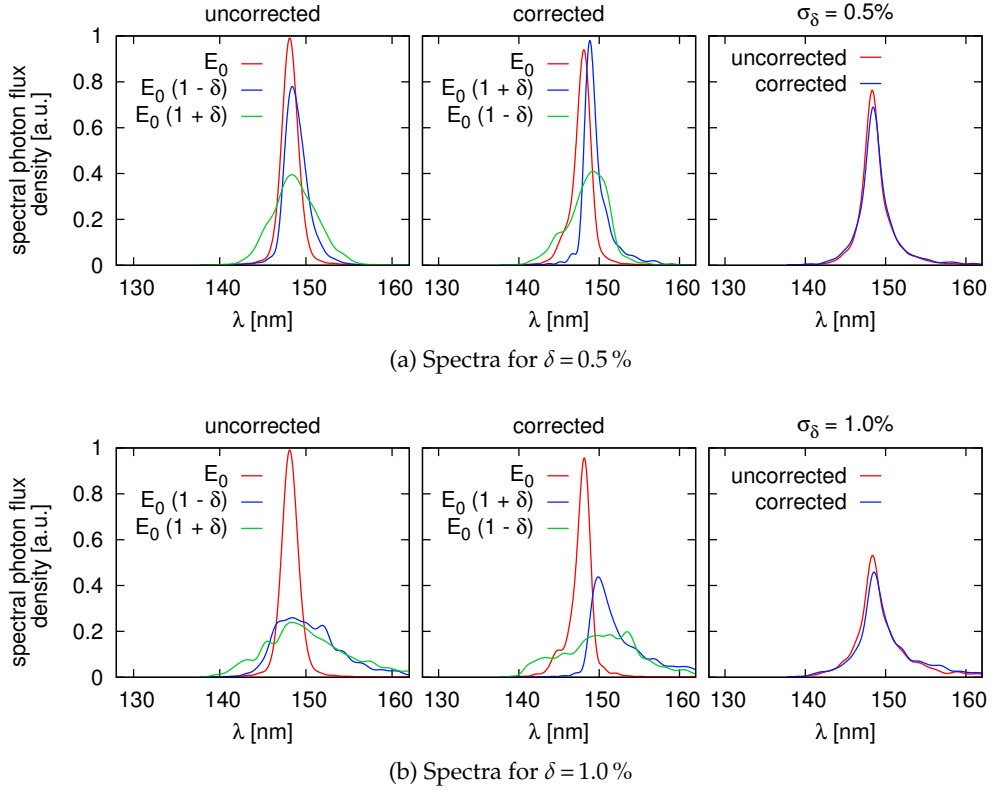 uncorrected
corrected
σδ = 0.5%
spectral photon flux
density [a.u.]
1
0.8
0.6
0.4
0.2
0
E0
E0 (1 - δ)
E0 (1 + δ)
E0
E0 (1 + δ)
E0 (1 - δ)
uncorrected
corrected
130 140 150 160
130 140 150 160
130 140 150 160
λ [nm]
λ [nm]
λ [nm]
(a) Spectra for δ = 0.5 %
uncorrected
corrected
σδ = 1.0%
spectral photon flux
density [a.u.]
1
0.8
0.6
0.4
0.2
0
E0
E0 (1 - δ)
E0 (1 + δ)
E0
E0 (1 + δ)
E0 (1 - δ)
uncorrected
corrected
130 140 150 160
130 140 150 160
130 140 150 160
λ [nm]
λ [nm]
λ [nm]
(b) Spectra for δ = 1.0 %